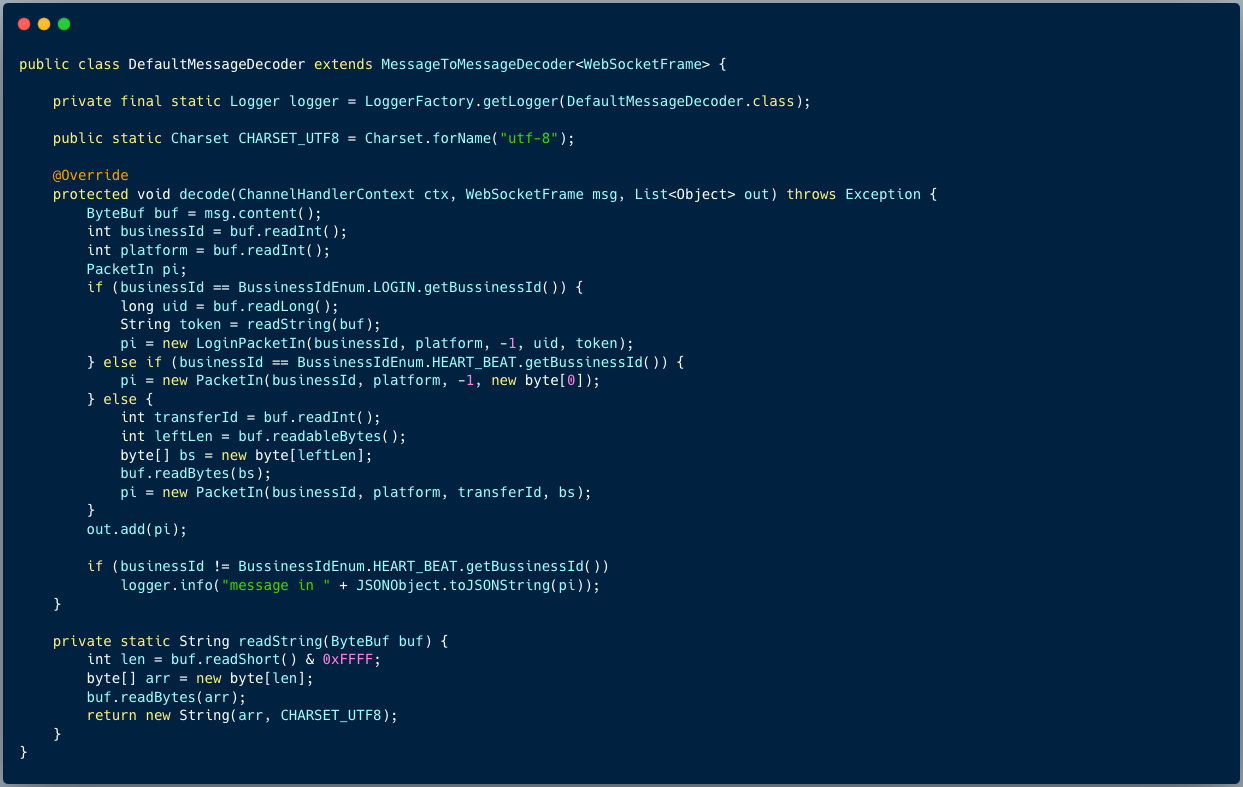 public class DefaultMessageDecoder extends MessageToMessageDecoder<WebSocketFrame> {
    private final static Logger logger = LoggerFactory.getLogger(DefaultMessageDecoder.class);
    public static Charset CHARSET_UTF8 = Charset.forName("utf-8");
    @Override
    protected void decode(ChannelHandlerContext ctx, WebSocketFrame msg, List<Object> out) throws Exception {
        ByteBuf buf = msg.content();
        int businessId = buf.readInt();
        int platform = buf.readInt();
        PacketIn pi;
        if (businessId == BussinessIdEnum.LOGIN.getBussinessId()) {
            long uid = buf.readLong();
            String token = readString(buf);
            pi = new LoginPacketIn(businessId, platform, -1, uid, token);
        } else if (businessId == BussinessIdEnum.HEART_BEAT.getBussinessId()) {
            pi = new PacketIn(businessId, platform, -1, new byte[0]);
        } else {
            int transferId = buf.readInt();
            int leftLen = buf.readableBytes();
            byte[] bs = new byte[leftLen];
            buf.readBytes(bs);
            pi = new PacketIn(businessId, platform, transferId, bs);
        }
        out.add(pi);
        if (businessId != BussinessIdEnum.HEART_BEAT.getBussinessId())
            logger.info("message in " + JSONObject.toJSONString(pi));
    }
    private static String readString(ByteBuf buf) {
        int len = buf.readShort() & 0xFFFF;
        byte[] arr = new byte[len];
        buf.readBytes(arr);
        return new String(arr, CHARSET_UTF8);
    }
}